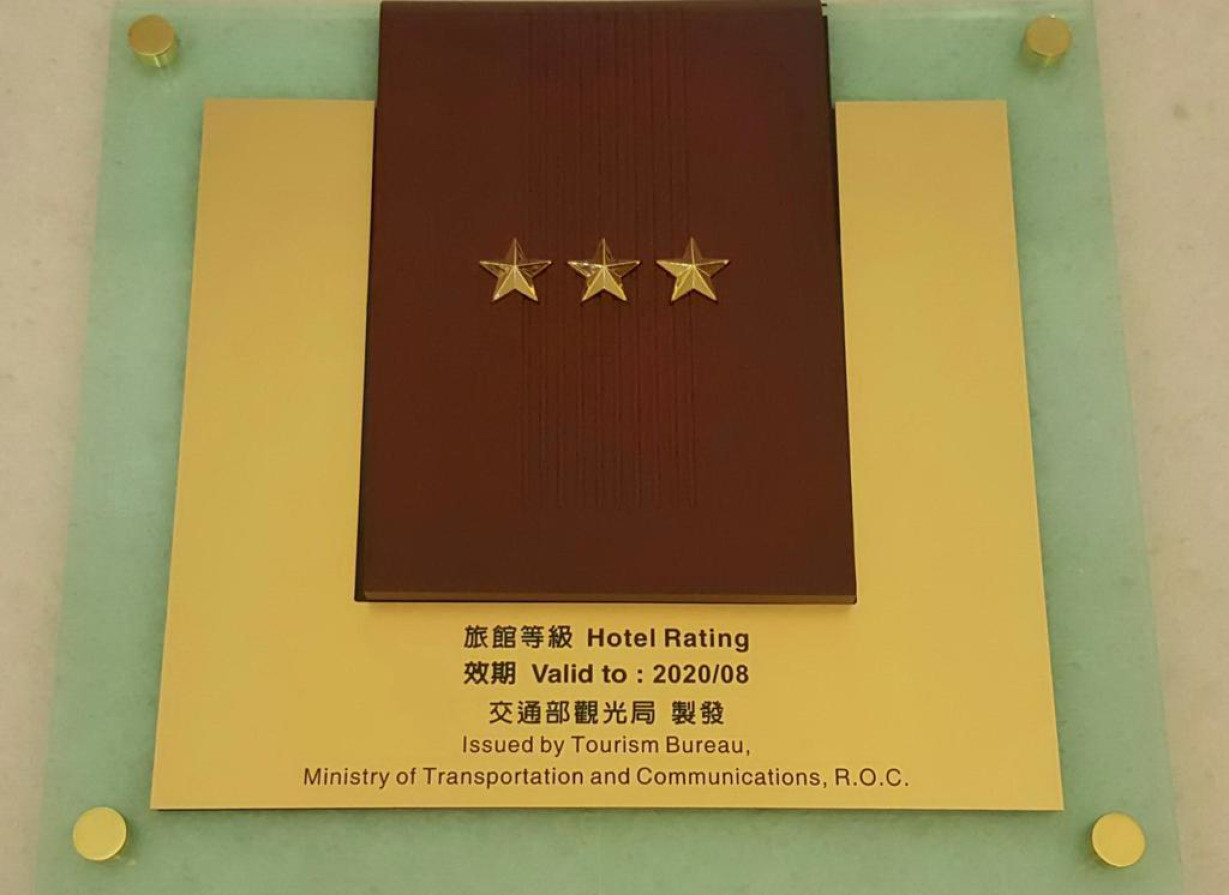 旅館等級 Hotel Rating
效期 Valid to : 2020/08
交通部觀光局 製發
Issued by Tourism Bureau,
Ministry of Transportation and Communications, R.O.C.